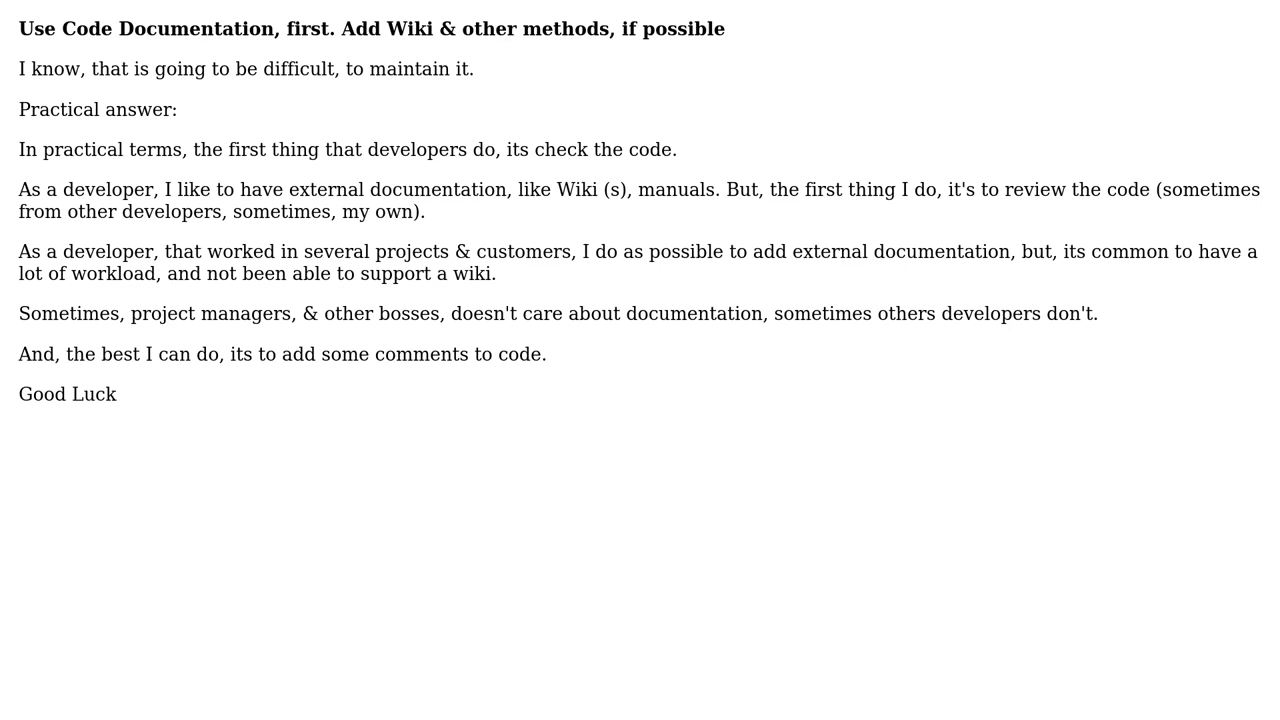 Use Code Documentation, first. Add Wiki & other methods, if possible
I know, that is going to be difficult, to maintain it.
Practical answer:
In practical terms, the first thing that developers do, its check the code.
As a developer, I like to have external documentation, like Wiki (s), manuals. But, the first thing I do, it's to review the code (sometimes
from other developers, sometimes, my own).
As a developer, that worked in several projects & customers, I do as possible to add external documentation, but, its common to have a
lot of workload, and not been able to support a wiki.
Sometimes, project managers, & other bosses, doesn't care about documentation, sometimes others developers don't.
And, the best I can do, its to add some comments to code.
Good Luck